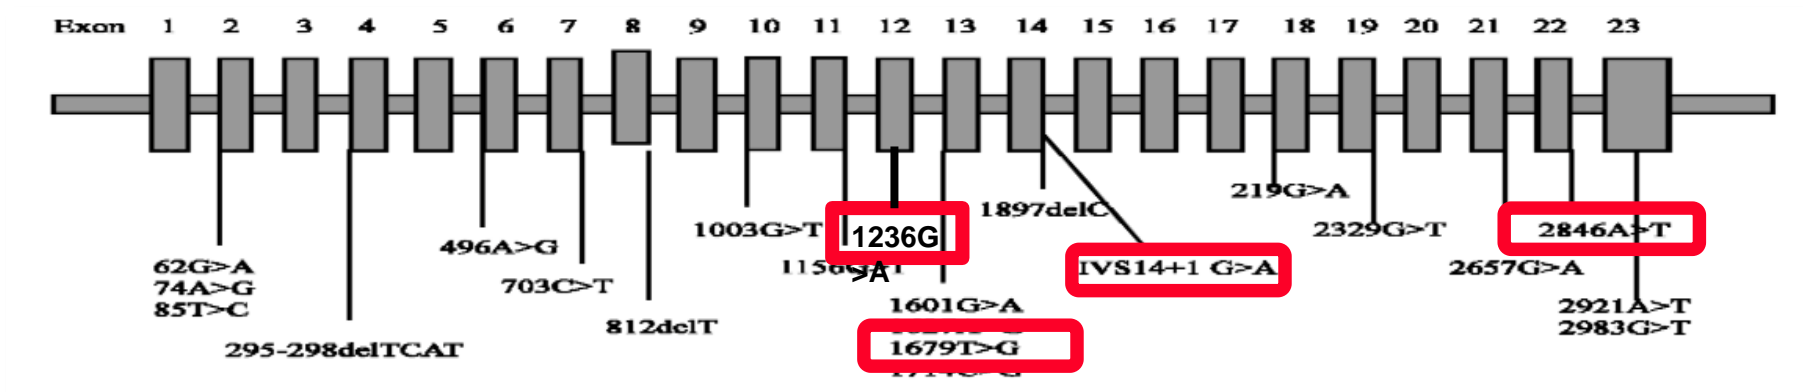 Exon 1 2 3 4 5 6 7 8 9 10 11 12 13 14 15 16 17 18 19 20 21 22 23
219G>A
1897delC
1003G>T
2329G>T
2846A>T
1236G
>A
496A>G
62G>A
IVS14+1 G>A
2657G>A
74A>G
703C>T
85T>C
1601G>A
2921A>T
812delT
2983G>T
295-298delTCAT
1679T>G